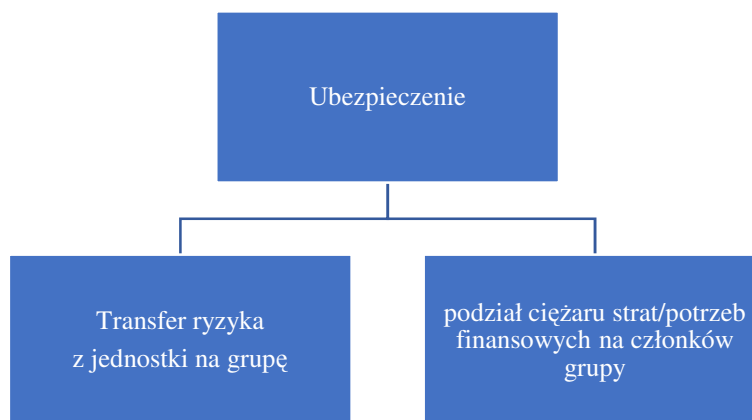 Ubezpieczenie
Transfer ryzyka
z jednostki na grupę
podział ciężaru strat/potrzeb
finansowych na członków
grupy